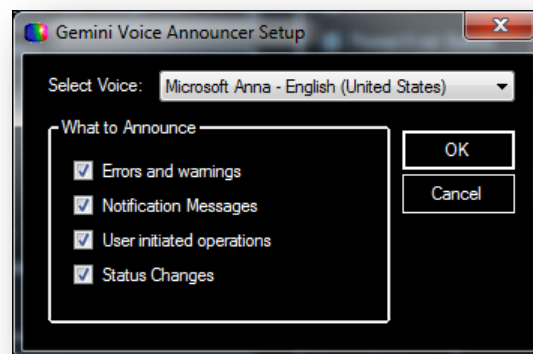 Gemini Voice Announcer Setup
Select Voice: Microsoft Anna - English (United States)
What to Announce
Errors and warnings
Notification Messages
User initiated operations
Status Changes
OK
Cancel